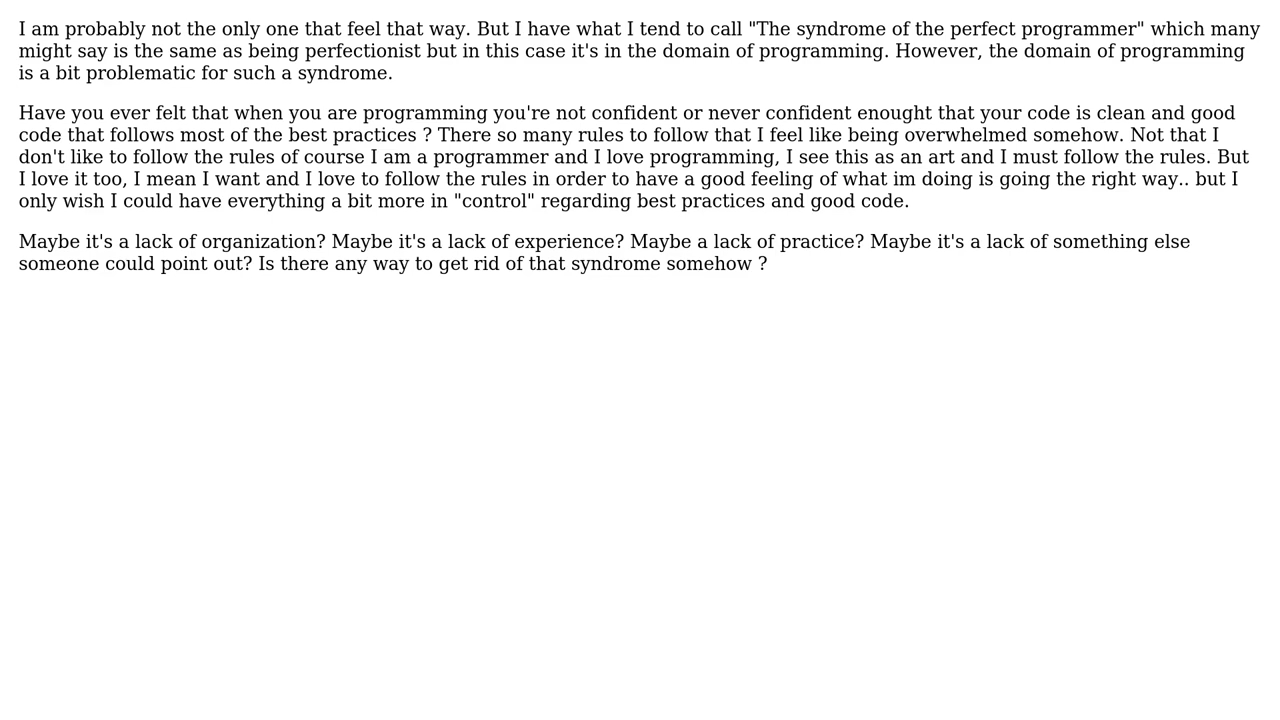 I am probably not the only one that feel that way. But I have what I tend to call "The syndrome of the perfect programmer" which many
might say is the same as being perfectionist but in this case it's in the domain of programming. However, the domain of programming
is a bit problematic for such a syndrome.
Have you ever felt that when you are programming you're not confident or never confident enought that your code is clean and good
code that follows most of the best practices ? There so many rules to follow that I feel like being overwhelmed somehow. Not that I
don't like to follow the rules of course I am a programmer and I love programming, I see this as an art and I must follow the rules. But
I love it too, I mean I want and I love to follow the rules in order to have a good feeling of what im doing is going the right way.. but I
only wish I could have everything a bit more in "control" regarding best practices and good code.
Maybe it's a lack of organization? Maybe it's a lack of experience? Maybe a lack of practice? Maybe it's a lack of something else
someone could point out? Is there any way to get rid of that syndrome somehow ?